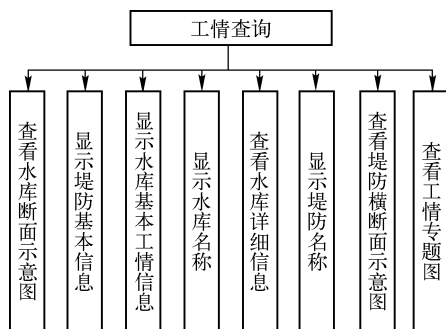 工情查询
查看水库断面示意图
显示堤防基本信息
显示水库基本工情信息
显示水库名称
查看水库详细信息
显示堤防名称
查看堤防横断面示意图
查看工情专题图